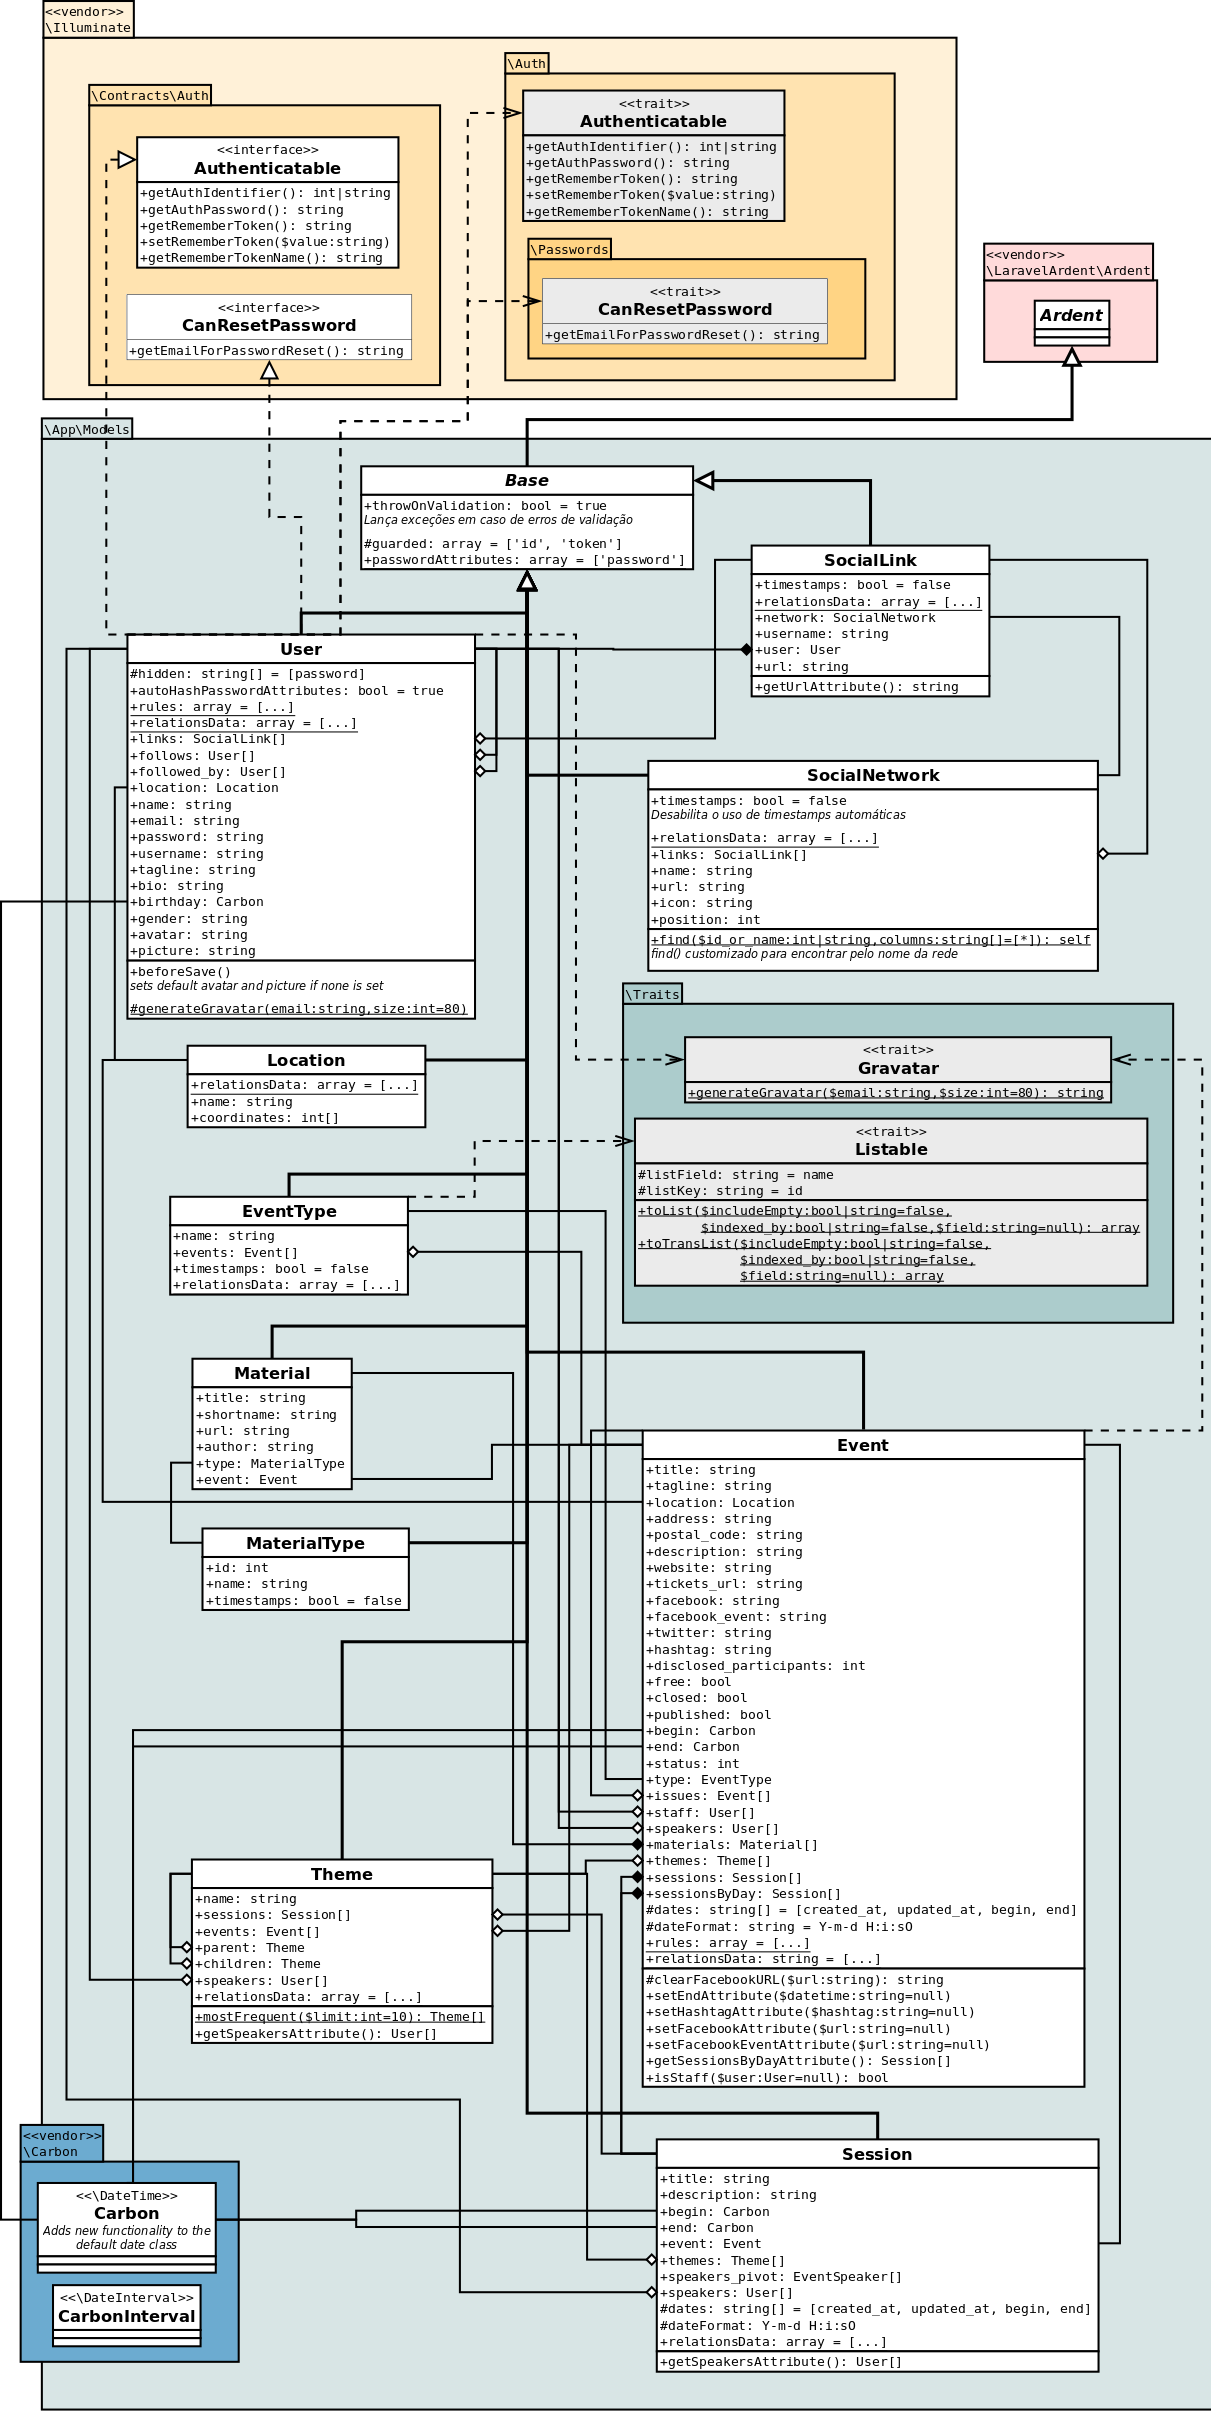 <<vendor>>
\Illuminate
\Contracts\Auth
<<interface>>
Authenticatable
+getAuthIdentifier(): int|string
+getAuthPassword(): string
+getRememberToken(): string
+setRememberToken($value:string)
+getRememberTokenName(): string
<<interface>>
CanResetPassword
+getEmailForPasswordReset(): string
\Auth
<<trait>>
Authenticatable
+getAuthIdentifier(): int|string
+getAuthPassword(): string
+getRememberToken(): string
+setRememberToken($value:string)
+getRememberTokenName(): string
\Passwords
<<trait>>
CanResetPassword
+getEmailForPasswordReset(): string
<<vendor>>
\LaravelArdent\Ardent
Ardent
\App\Models
Base
+throwOnValidation: bool = true
Lança exceções em caso de erros de validação
#guarded: array = ['id', 'token']
+passwordAttributes: array = ['password']
SocialLink
+timestamps: bool = false
+relationsData: array = [...]
+network: SocialNetwork
+username: string
+user: User
+url: string
+getUrlAttribute(): string
User
#hidden: string[] = [password]
+autoHashPasswordAttributes: bool = true
+rules: array = [...]
+relationsData: array = [...]
+links: SocialLink[]
+follows: User[]
+followed_by: User[]
+location: Location
+name: string
+email: string
+password: string
+username: string
+tagline: string
+bio: string
+birthday: Carbon
+gender: string
+avatar: string
+picture: string
+beforeSave()
sets default avatar and picture if none is set
#generateGravatar(email:string,size:int=80)
SocialNetwork
+timestamps: bool = false
Desabilita o uso de timestamps automáticas
+relationsData: array = [...]
+links: SocialLink[]
+name: string
+url: string
+icon: string
+position: int
+find($id_or_name:int|string,columns:string[]=[*]): self
find() customizado para encontrar pelo nome da rede
\Traits
<<trait>>
Gravatar
+generateGravatar($email:string,$size:int=80): string
<<trait>>
Listable
#listField: string = name
#listKey: string = id
+toList($includeEmpty:bool|string=false,
$indexed_by:bool|string=false,$field:string=null): array
+toTransList($includeEmpty:bool|string=false,
$indexed_by:bool|string=false,
$field:string=null): array
Location
+relationsData: array = [...]
+name: string
+coordinates: int[]
EventType
+name: string
+events: Event[]
+timestamps: bool = false
+relationsData: array = [...]
Material
+title: string
+shortname: string
+url: string
+author: string
+type: MaterialType
+event: Event
MaterialType
+id: int
+name: string
+timestamps: bool = false
Event
+title: string
+tagline: string
+location: Location
+address: string
+postal_code: string
+description: string
+website: string
+tickets_url: string
+facebook: string
+facebook_event: string
+twitter: string
+hashtag: string
+disclosed_participants: int
+free: bool
+closed: bool
+published: bool
+begin: Carbon
+end: Carbon
+status: int
+type: EventType
+issues: Event[]
+staff: User[]
+speakers: User[]
+materials: Material[]
+themes: Theme[]
+sessions: Session[]
+sessionsByDay: Session[]
#dates: string[] = [created_at, updated_at, begin, end]
#dateFormat: string = Y-m-d H:i:sO
+rules: array = [...]
+relationsData: string = [...]
#clearFacebookURL($url:string): string
+setEndAttribute($datetime:string=null)
+setHashtagAttribute($hashtag:string=null)
+setFacebookAttribute($url:string=null)
+setFacebookEventAttribute($url:string=null)
+getSessionsByDayAttribute(): Session[]
+isStaff($user:User=null): bool
Theme
+name: string
+sessions: Session[]
+events: Event[]
+parent: Theme
+children: Theme
+speakers: User[]
+relationsData: array = [...]
+mostFrequent($limit:int=10): Theme[]
+getSpeakersAttribute(): User[]
<<vendor>>
\Carbon
<<\DateTime>>
Carbon
Adds new functionality to the
default date class
<<\DateInterval>>
CarbonInterval
Session
+title: string
+description: string
+begin: Carbon
+end: Carbon
+event: Event
+themes: Theme[]
+speakers_pivot: EventSpeaker[]
+speakers: User[]
#dates: string[] = [created_at, updated_at, begin, end]
#dateFormat: Y-m-d H:i:sO
+relationsData: array = [...]
+getSpeakersAttribute(): User[]